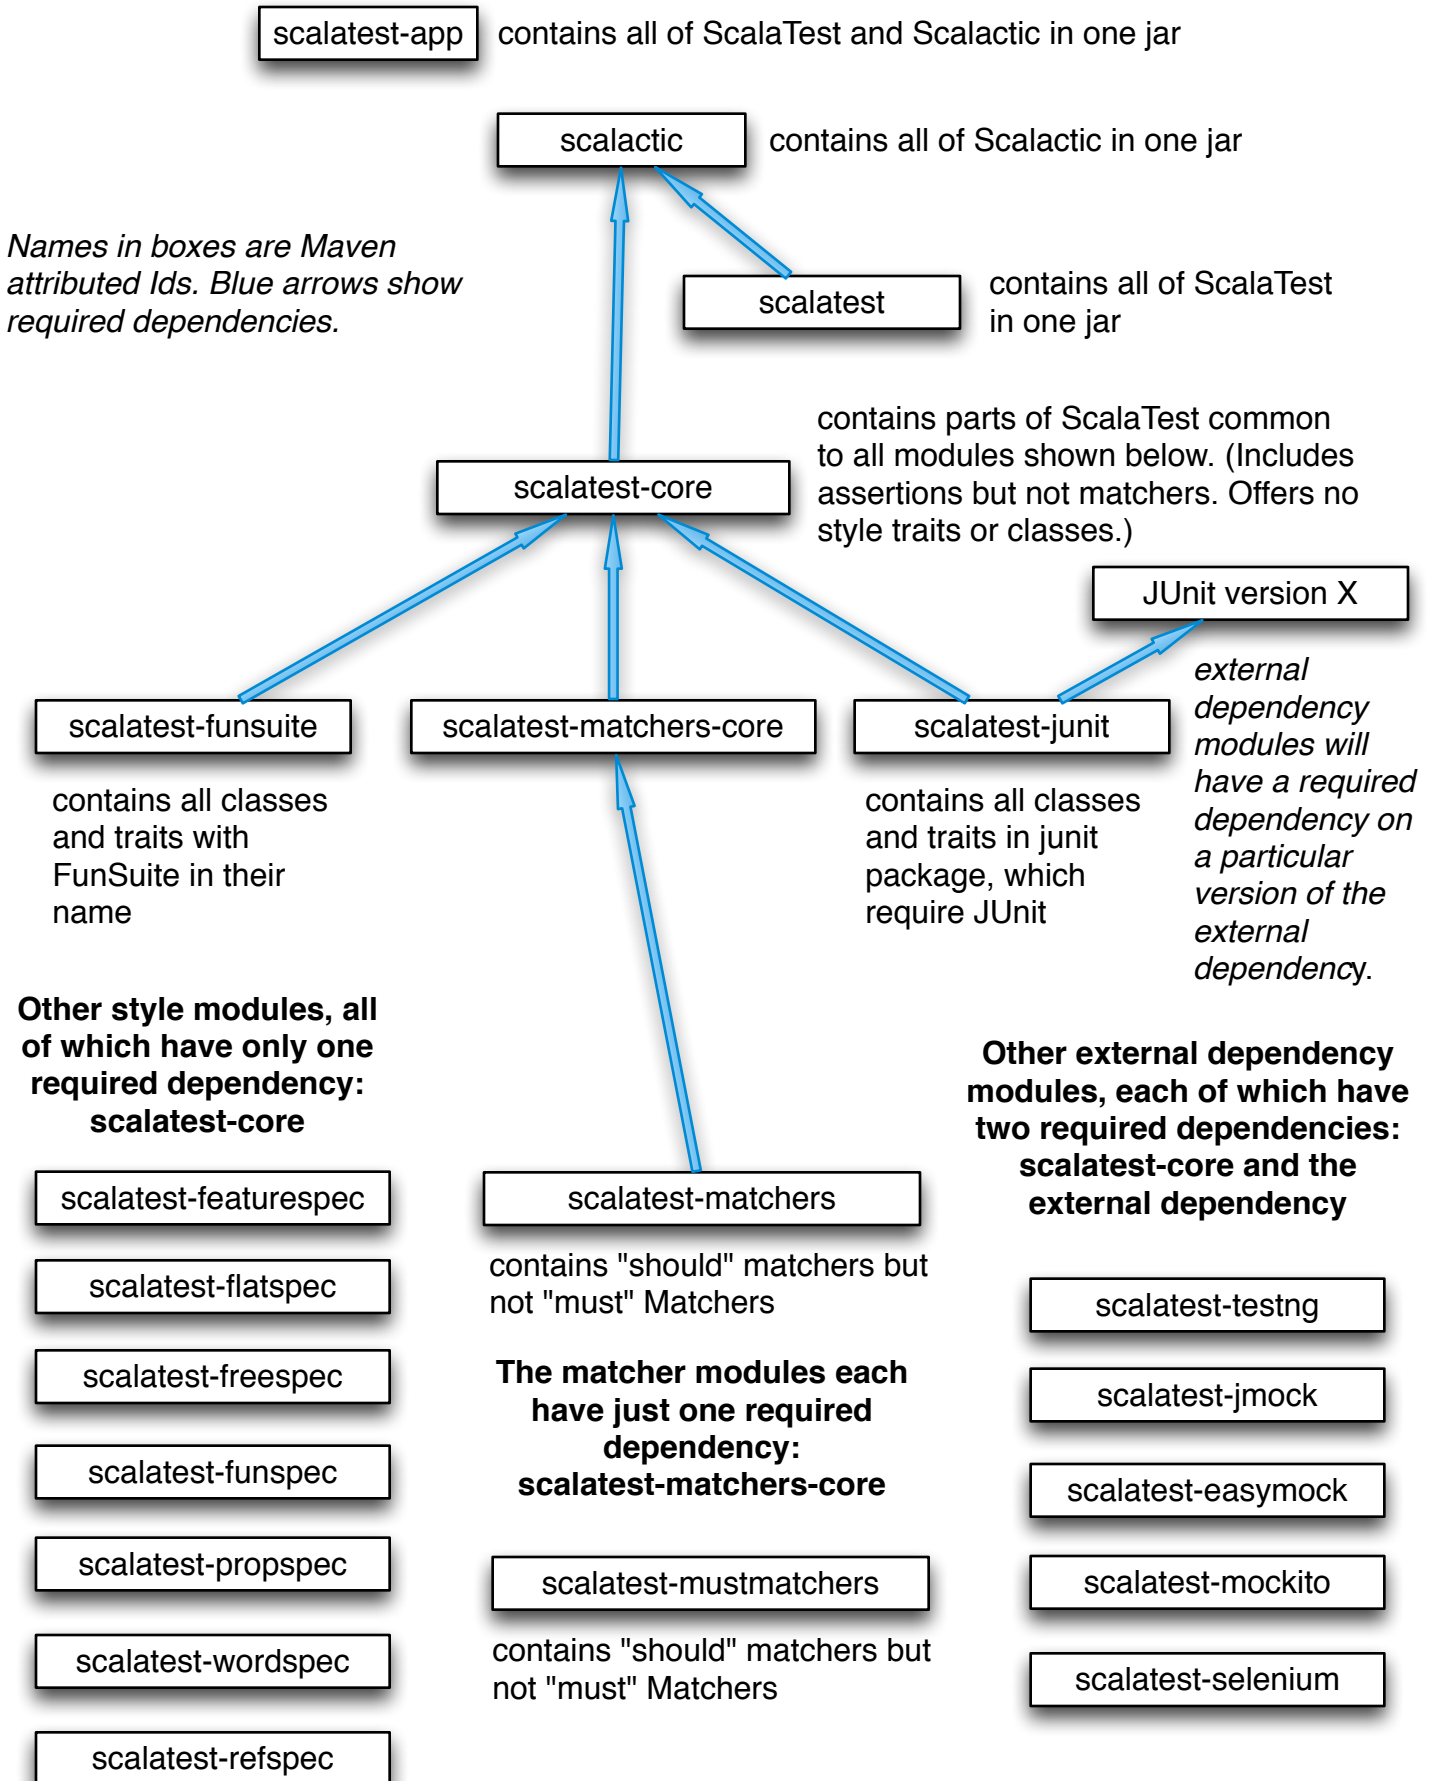 scalatest-app
contains all of ScalaTest and Scalactic in one jar
scalactic
contains all of Scalactic in one jar
Names in boxes are Maven
attributed Ids. Blue arrows show
required dependencies.
scalatest
contains all of ScalaTest
in one jar
contains parts of ScalaTest common
to all modules shown below. (Includes
assertions but not matchers. Offers no
style traits or classes.)
scalatest-core
JUnit version X
external
dependency
modules will
have a required
dependency on
a particular
version of the
external
dependency.
scalatest-funsuite
contains all classes
and traits with
FunSuite in their
name
scalatest-matchers-core
scalatest-junit
contains all classes
and traits in junit
package, which
require JUnit
Other style modules, all
of which have only one
required dependency:
scalatest-core
scalatest-featurespec
scalatest-flatspec
scalatest-freespec
scalatest-funspec
scalatest-propspec
scalatest-wordspec
scalatest-refspec
scalatest-matchers
contains "should" matchers but
not "must" Matchers
The matcher modules each
have just one required
dependency:
scalatest-matchers-core
scalatest-mustmatchers
contains "should" matchers but
not "must" Matchers
Other external dependency
modules, each of which have
two required dependencies:
scalatest-core and the
external dependency
scalatest-testng
scalatest-jmock
scalatest-easymock
scalatest-mockito
scalatest-selenium